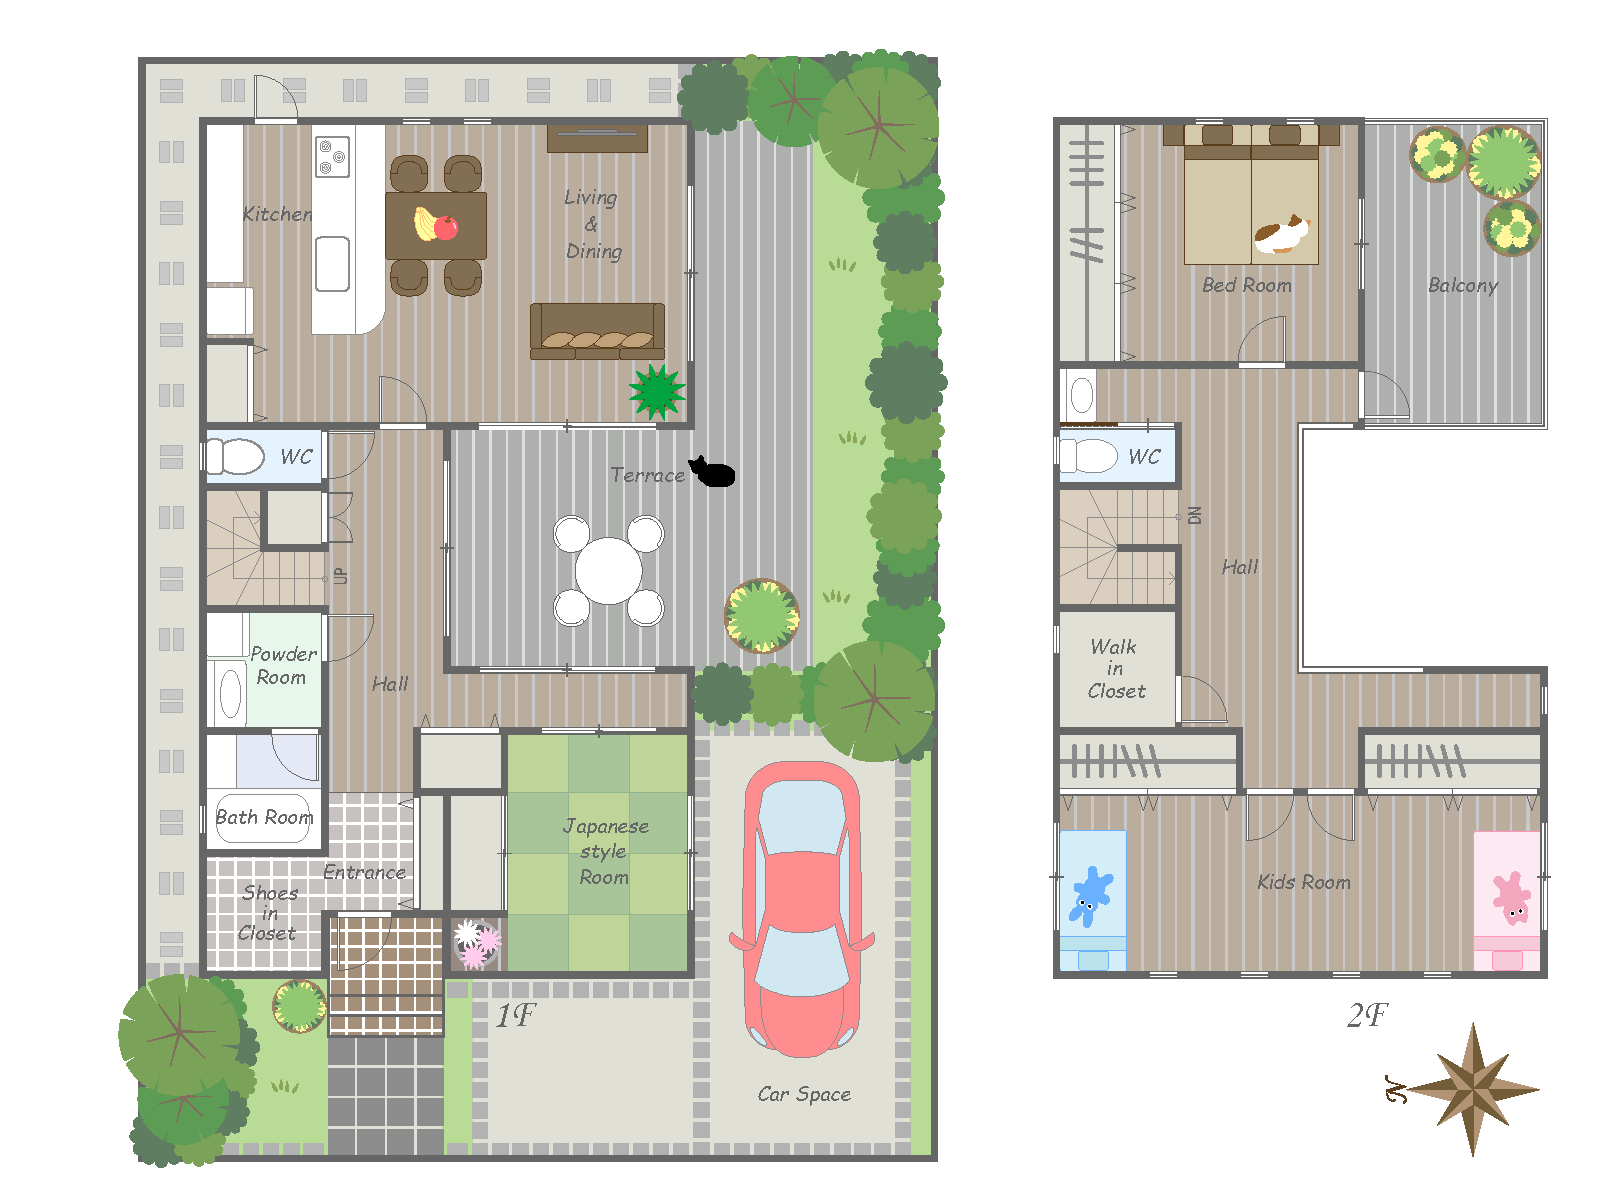 Kitchen
Living
&
Dining
WC
Terrace
UP
Powder
Room
Hall
Bath Room
Entrance
Shoes
in
Closet
Japanese
style
Room
1F
Car Space
Bed Room
Balcony
WC
DN
Hall
Walk
in
Closet
Kids Room
2F
N